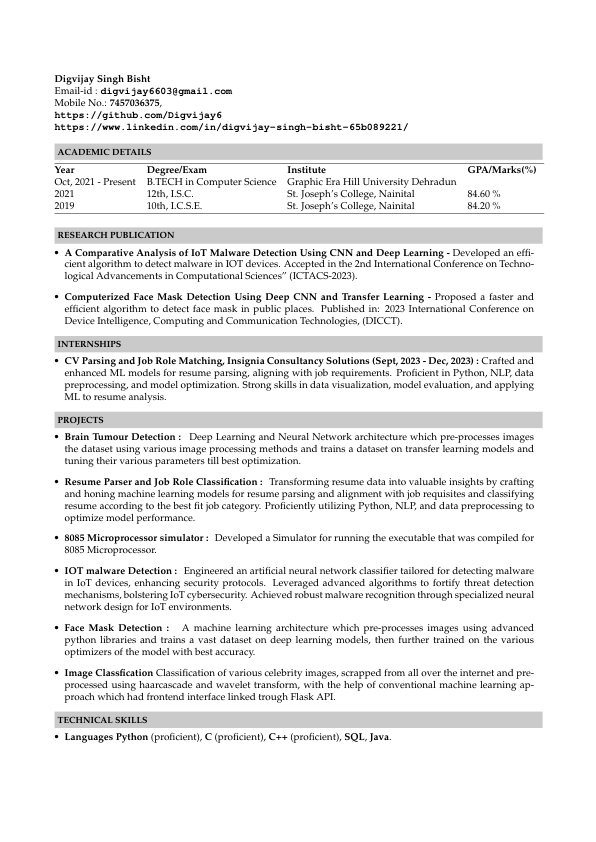 Digvijay Singh Bisht
Email-id : digvijay6603@gmail.com
Mobile No.: 7457036375,
https://github.com/Digvijay6
https://www.linkedin.com/in/digvijay-singh-bisht-65b089221/
ACADEMIC DETAILS
Year Degree/Exam Institute GPA/Marks(%)
Oct, 2021 - Present B.TECH in Computer Science Graphic Era Hill University Dehradun
2021 12th, I.S.C. St. Joseph's College, Nainital 84.60 %
2019 10th, I.C.S.E. St. Joseph's College, Nainital 84.20 %
RESEARCH PUBLICATION
• A Comparative Analysis of IoT Malware Detection Using CNN and Deep Learning - Developed an effi-
cient algorithm to detect malware in IOT devices. Accepted in the 2nd International Conference on Techno-
logical Advancements in Computational Sciences" (ICTACS-2023).
• Computerized Face Mask Detection Using Deep CNN and Transfer Learning - Proposed a faster and
efficient algorithm to detect face mask in public places. Published in: 2023 International Conference on
Device Intelligence, Computing and Communication Technologies, (DICCT).
INTERNSHIPS
• CV Parsing and Job Role Matching, Insignia Consultancy Solutions (Sept, 2023 - Dec, 2023) : Crafted and
enhanced ML models for resume parsing, aligning with job requirements. Proficient in Python, NLP, data
preprocessing, and model optimization. Strong skills in data visualization, model evaluation, and applying
ML to resume analysis.
PROJECTS
• Brain Tumour Detection : Deep Learning and Neural Network architecture which pre-processes images
the dataset using various image processing methods and trains a dataset on transfer learning models and
tuning their various parameters till best optimization.
• Resume Parser and Job Role Classification : Transforming resume data into valuable insights by crafting
and honing machine learning models for resume parsing and alignment with job requisites and classifying
resume according to the best fit job category. Proficiently utilizing Python, NLP, and data preprocessing to
optimize model performance.
• 8085 Microprocessor simulator : Developed a Simulator for running the executable that was compiled for
8085 Microprocessor.
• IOT malware Detection : Engineered an artificial neural network classifier tailored for detecting malware
in IoT devices, enhancing security protocols. Leveraged advanced algorithms to fortify threat detection
mechanisms, bolstering IoT cybersecurity. Achieved robust malware recognition through specialized neural
network design for IoT environments.
• Face Mask Detection : A machine learning architecture which pre-processes images using advanced
python libraries and trains a vast dataset on deep learning models, then further trained on the various
optimizers of the model with best accuracy.
• Image Classfication Classification of various celebrity images, scrapped from all over the internet and pre-
processed using haarcascade and wavelet transform, with the help of conventional machine learning ap-
proach which had frontend interface linked trough Flask API.
TECHNICAL SKILLS
• Languages Python (proficient), C (proficient), C++ (proficient), SQL, Java.